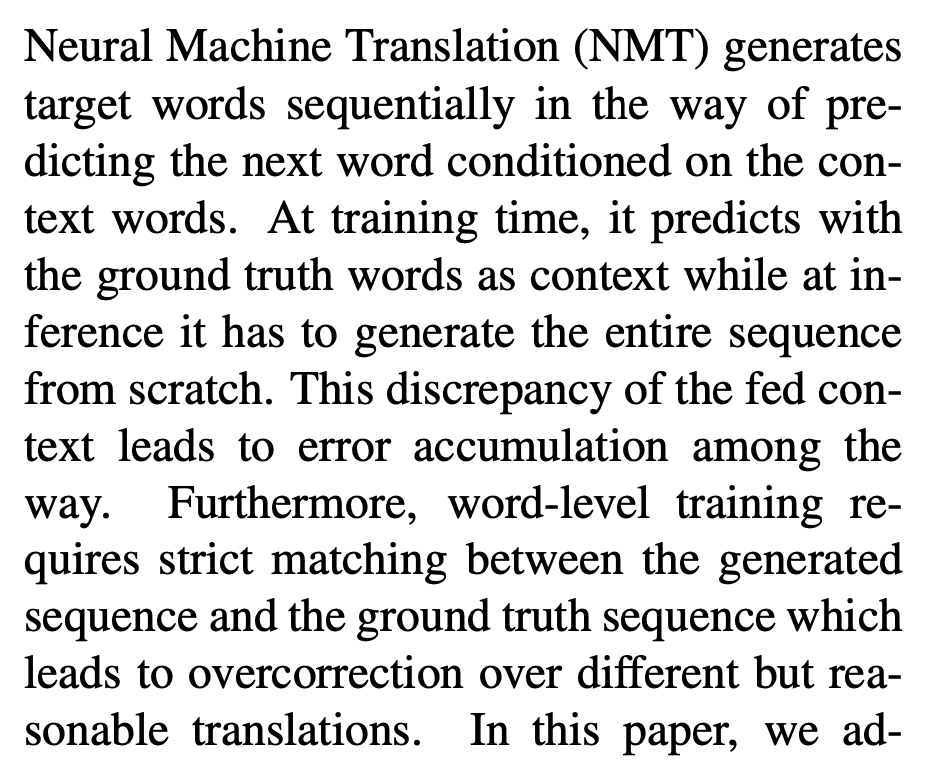 Neural Machine Translation (NMT) generates
target words sequentially in the way of pre-
dicting the next word conditioned on the con-
text words. At training time, it predicts with
the ground truth words as context while at in-
ference it has to generate the entire sequence
from scratch. This discrepancy of the fed con-
text leads to error accumulation among the
way. Furthermore, word-level training re-
quires strict matching between the generated
sequence and the ground truth sequence which
leads to overcorrection over different but rea-
sonable translations. In this paper, we ad-